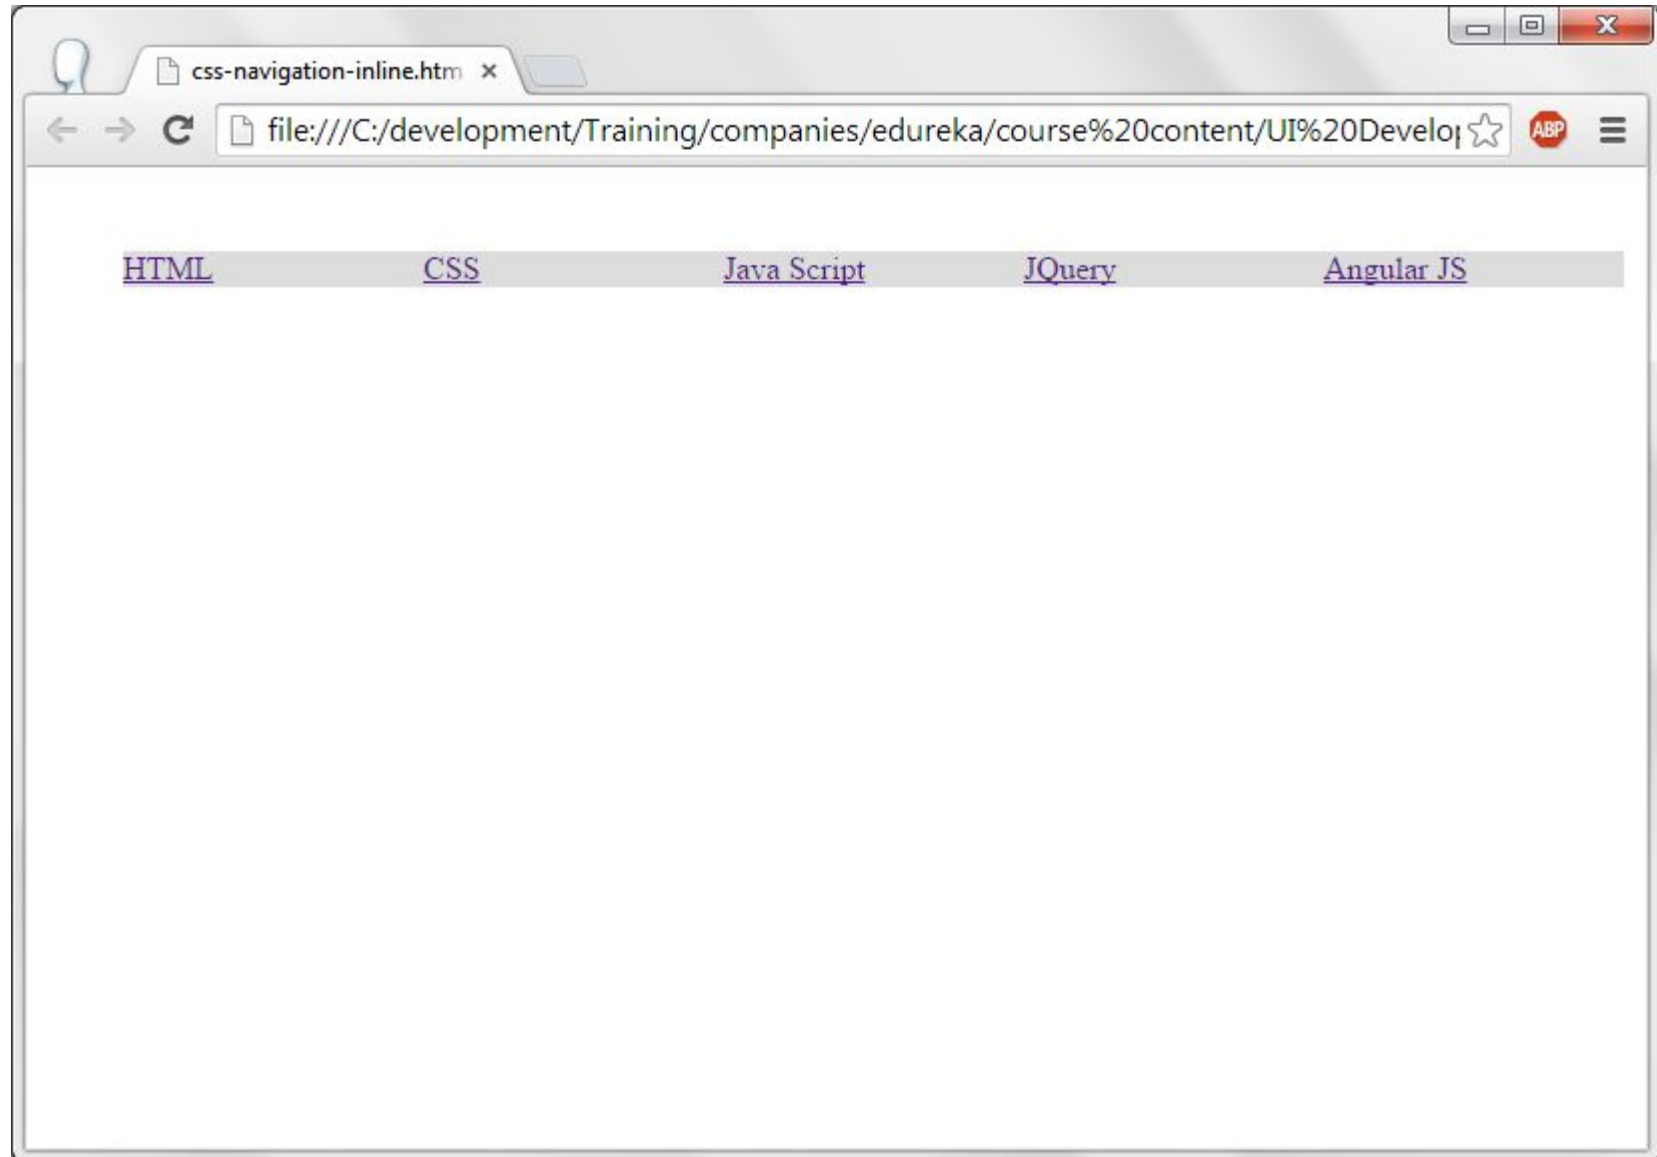 css-navigation-inline.htm
file:///C:/development/Training/companies/edureka/course%20content/UI%20Develop
ABP
HTML CSS Java Script JQuery Angular JS